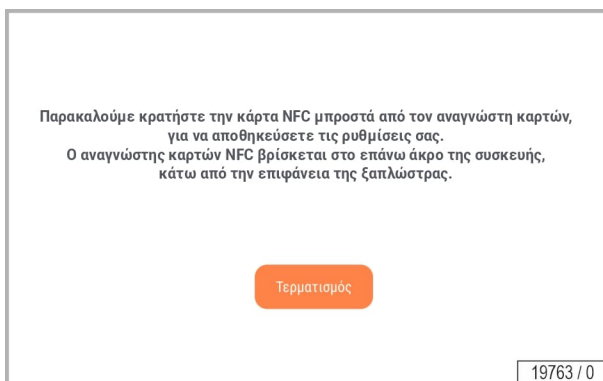 Παρακαλούμε κρατήστε την κάρτα NFC μπροστά από τον αναγνώστη καρτών,
για να αποθηκεύσετε τις ρυθμίσεις σας.
Ο αναγνώστης καρτών NFC βρίσκεται στο επάνω άκρο της συσκευής,
κάτω από την επιφάνεια της ξαπλώστρας.
Τερματισμός
19763 / 0